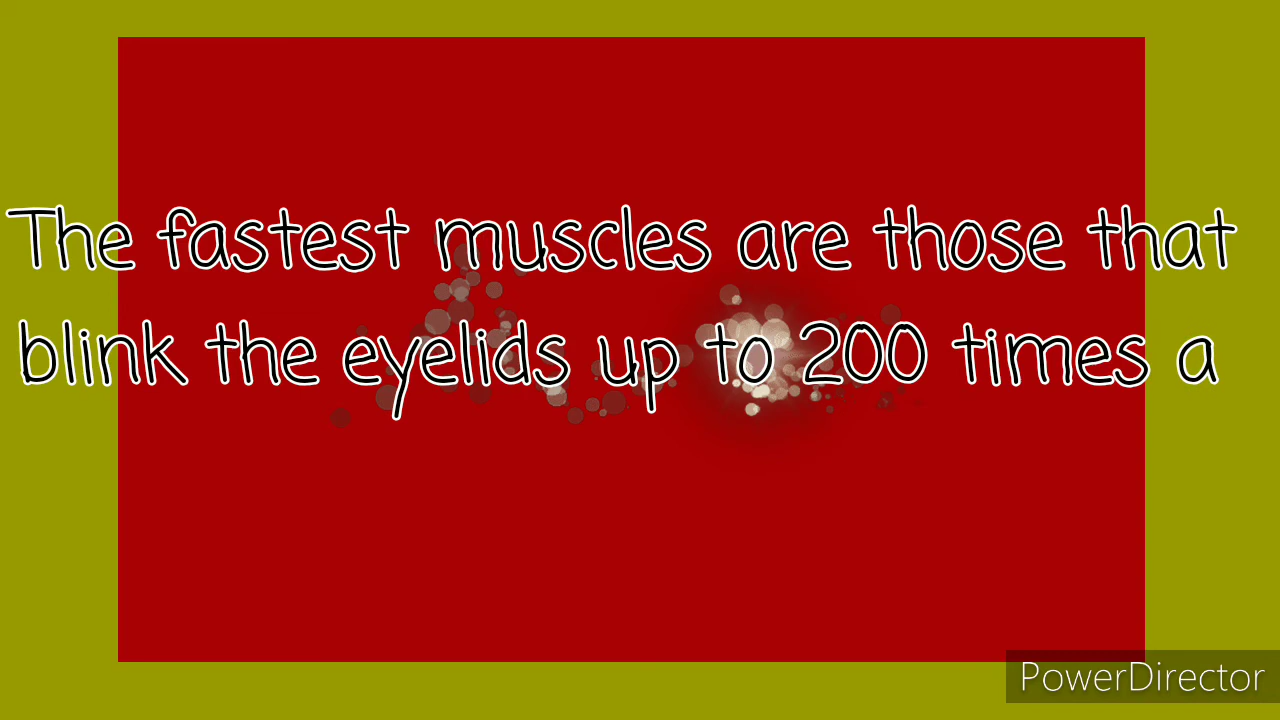 The fastest muscles are those that
blink the eyelids up to 200 times a
PowerDirector